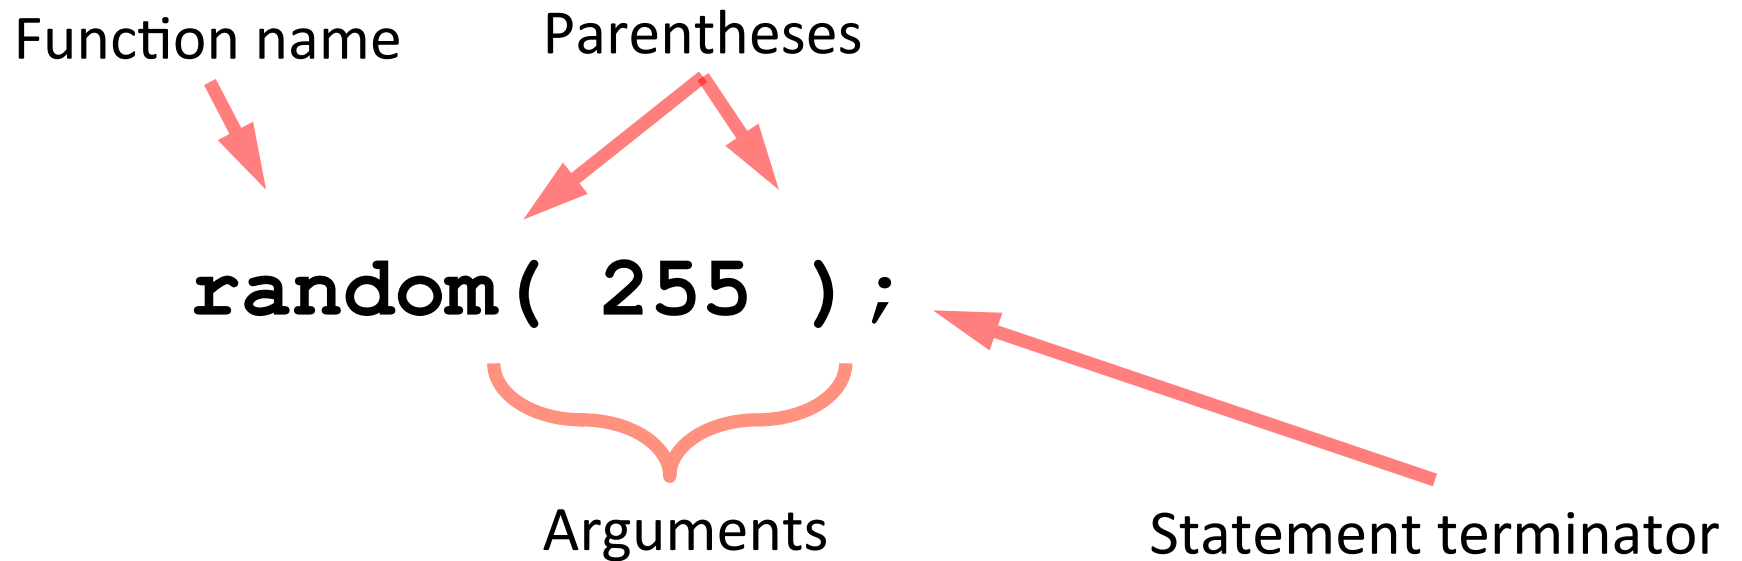 Function name
Parentheses
random( 255 );
Arguments
Statement terminator